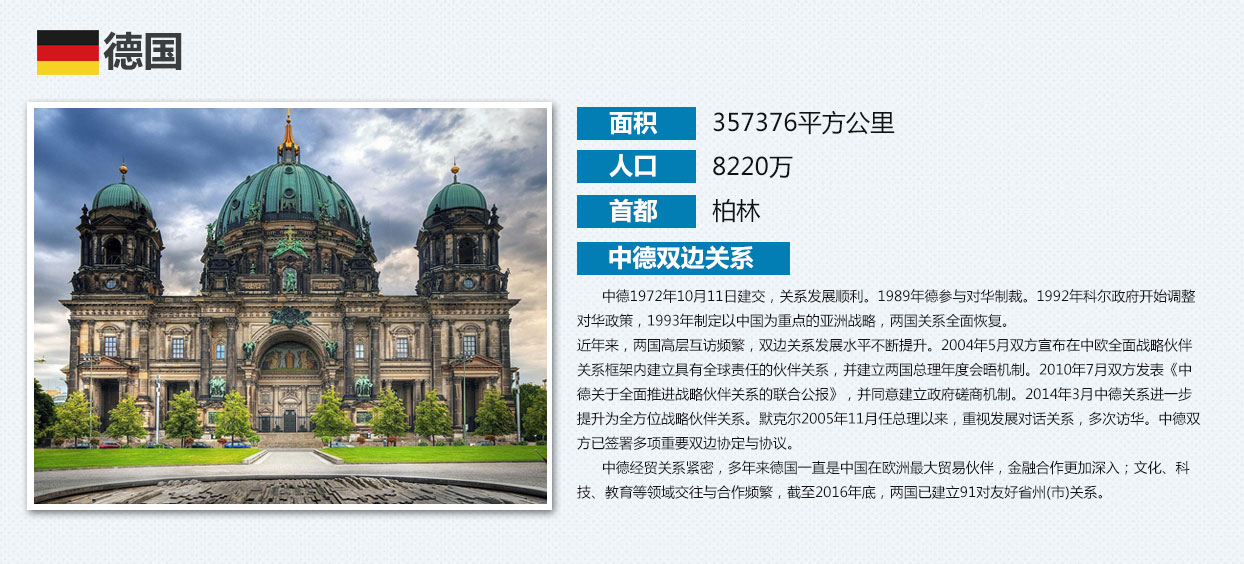 德国
面积 357376平方公里
人口 8220万
首都 柏林
中德双边关系
中德1972年10月11日建交，关系发展顺利。1989年德参与对华制裁。1992年科尔政府开始调整
对华政策，1993年制定以中国为重点的亚洲战略，两国关系全面恢复。
近年来，两国高层互访频繁，双边关系发展水平不断提升。2004年5月双方宣布在中欧全面战略伙伴
关系框架内建立具有全球责任的伙伴关系，并建立两国总理年度会晤机制。2010年7月双方发表《中
德关于全面推进战略伙伴关系的联合公报》，并同意建立政府磋商机制。2014年3月中德关系进一步
提升为全方位战略伙伴关系。默克尔2005年11月任总理以来，重视发展对话关系，多次访华。中德双
方已签署多项重要双边协定与协议。
中德经贸关系紧密，多年来德国一直是中国在欧洲最大贸易伙伴，金融合作更加深入；文化、科
技、教育等领域交往与合作频繁，截至2016年底，两国已建立91对友好省州(市)关系。